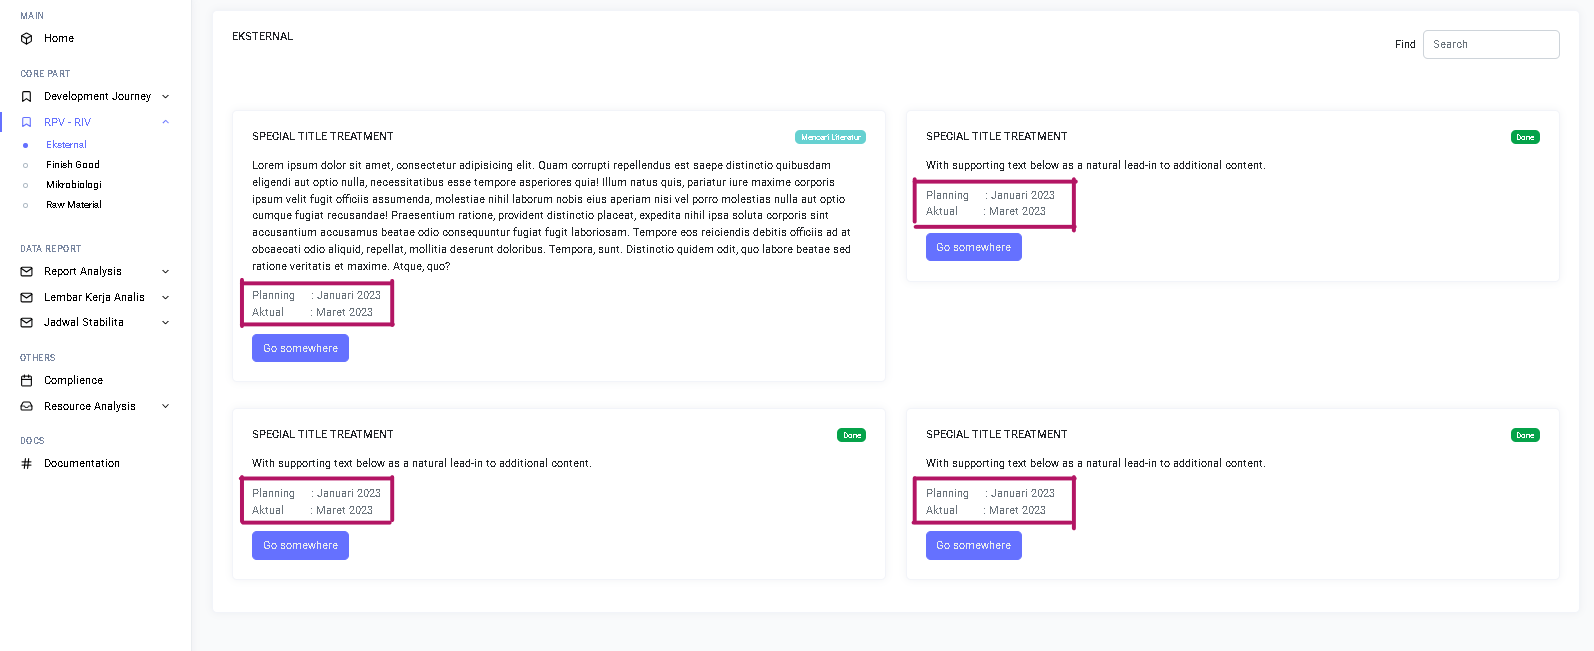 MAIN
Home
CORE PART
Development Journey
RPV - RIV
Eksternal
Finish Good
Mikrobiologi
Raw Material
DATA REPORT
Report Analysis
Lembar Kerja Analis
Jadwal Stabilita
OTHERS
Complience
Resource Analysis
DOCS
Documentation
EKSTERNAL
Find Search
SPECIAL TITLE TREATMENT
Mencari Literatur
Lorem ipsum dolor sit amet, consectetur adipisicing elit. Quam corrupti repellendus est saepe distinctio quibusdam
eligendi aut optio nulla, necessitatibus esse tempore asperiores quia! Illum natus quis, pariatur iure maxime corporis
ipsum velit fugit officiis assumenda, molestiae nihil laborum nobis eius aperiam nisi vel porro molestias nulla aut optio
cumque fugiat recusandae! Praesentium ratione, provident distinctio placeat, expedita nihil ipsa soluta corporis sint
accusantium accusamus beatae odio consequuntur fugiat fugit laboriosam. Tempore eos reiciendis debitis officiis ad at
obcaecati odio aliquid, repellat, mollitia deserunt doloribus. Tempora, sunt. Distinctio quidem odit, quo labore beatae sed
ratione veritatis et maxime. Atque, quo?
Planning : Januari 2023
Aktual : Maret 2023
Go somewhere
SPECIAL TITLE TREATMENT
Done
With supporting text below as a natural lead-in to additional content.
Planning : Januari 2023
Aktual : Maret 2023
Go somewhere
SPECIAL TITLE TREATMENT
Done
With supporting text below as a natural lead-in to additional content.
Planning : Januari 2023
Aktual : Maret 2023
Go somewhere
SPECIAL TITLE TREATMENT
Done
With supporting text below as a natural lead-in to additional content.
Planning : Januari 2023
Aktual : Maret 2023
Go somewhere